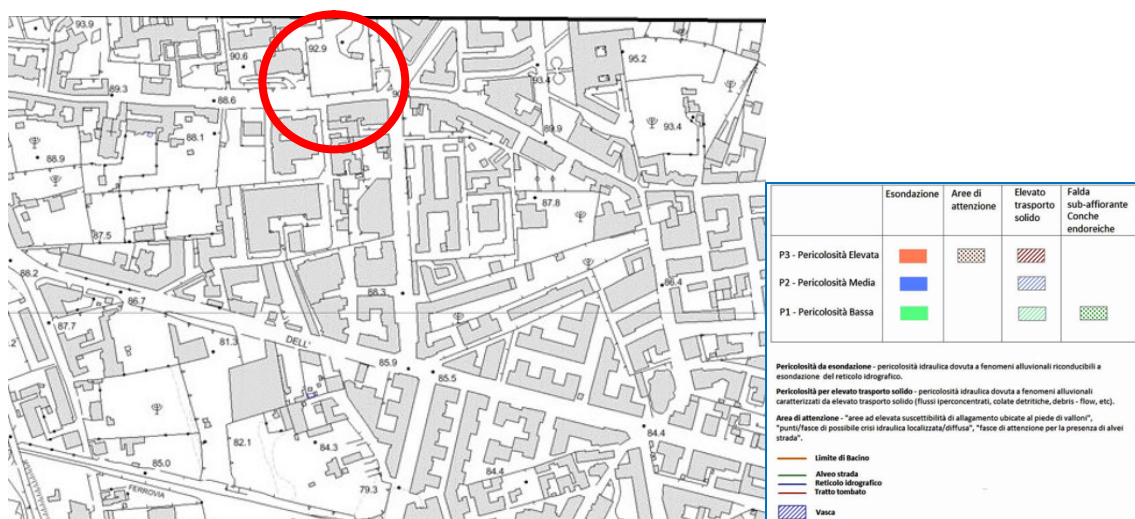 93.9
92.9
90.6
95.2
93.4
89.3
88.6
90
88.1
89.9
93.4
88.9
87.8
87.5
88.2
86.7
88.3
86.4
87.7
.2
81.3
DELL'
85.9
85.5
82.1
84.3
84.4
85.0
84.4
FERROVIA
79.3
Esondazione
Aree di
attenzione
Elevato
trasporto
solido
Falda
sub-affiorante
Conche
endoreiche
P3 - Pericolosità Elevata
P2 - Pericolosità Media
P1 - Pericolosità Bassa
Pericolosità da esondazione - pericolosità idraulica dovuta a fenomeni alluvionali riconducibili a
esondazione del reticolo idrografico.
Pericolosità per elevato trasporto solido - pericolosità idraulica dovuta a fenomeni alluvionali
caratterizzati da elevato trasporto solido (flussi iperconcentrati, colate detritiche, debris - flow, etc).
Area di attenzione - "aree ad elevata suscettibilità di allagamento ubicate al piede di valloni",
"punti/fasce di possibile crisi idraulica localizzata/diffusa", "fasce di attenzione per la presenza di alvei
strada".
Limite di Bacino
Alveo strada
Reticolo idrografico
Tratto tombato
Vasca